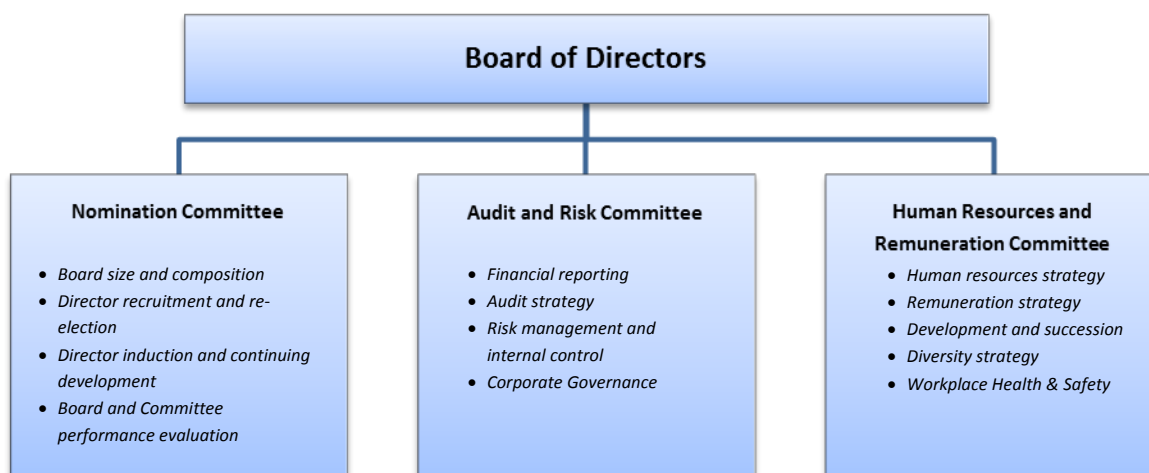 Board of Directors
Nomination Committee
• Board size and composition
• Director recruitment and re-
election
• Director induction and continuing
development
• Board and Committee
performance evaluation
Audit and Risk Committee
• Financial reporting
• Audit strategy
• Risk management and
internal control
• Corporate Governance
Human Resources and
Remuneration Committee
• Human resources strategy
• Remuneration strategy
• Development and succession
• Diversity strategy
• Workplace Health & Safety